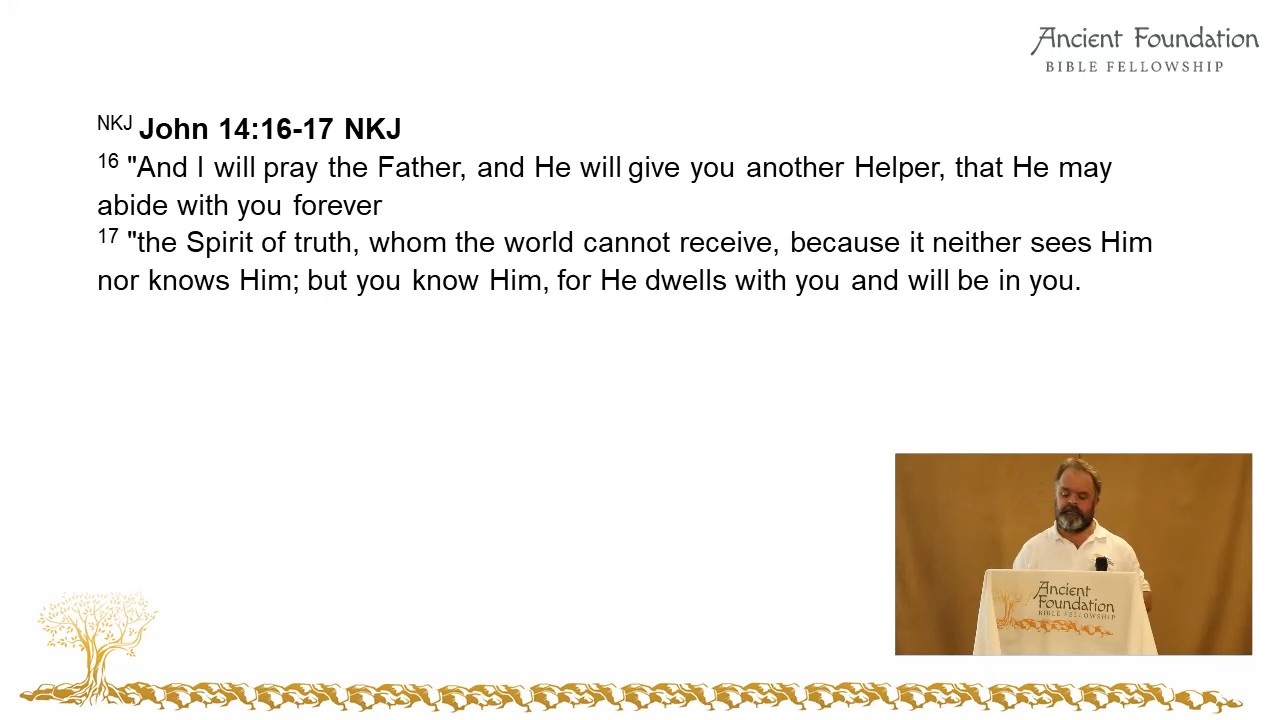 Ancient Foundation
BIBLE FELLOWSHIP
NKJ John 14:16-17 NKJ
16 "And I will pray the Father, and He will give you another Helper, that He may
abide with you forever
17 "the Spirit of truth, whom the world cannot receive, because it neither sees Him
nor knows Him; but you know Him, for He dwells with you and will be in you.
Ancient
Foundation
BIBLE FELLOWSHIP